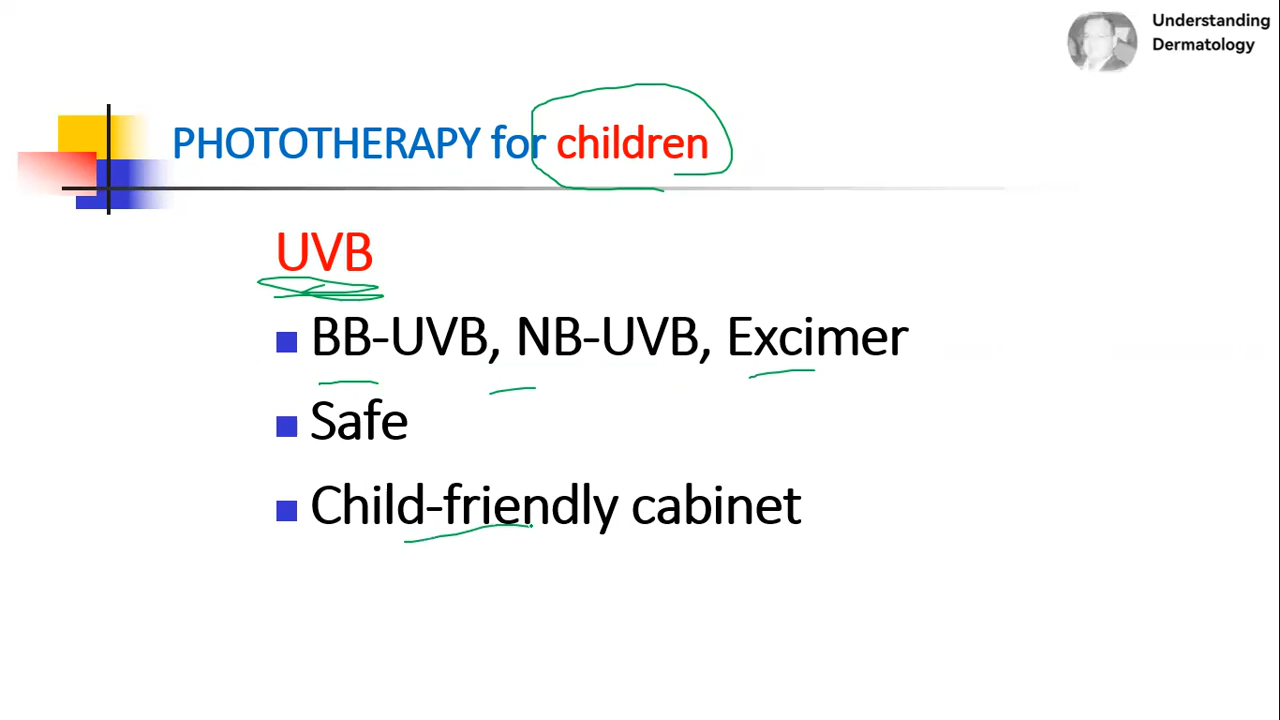 Understanding
Dermatology
PHOTOTHERAPY for children
UVB
BB-UVB, NB-UVB, Excimer
Safe
Child-friendly cabinet